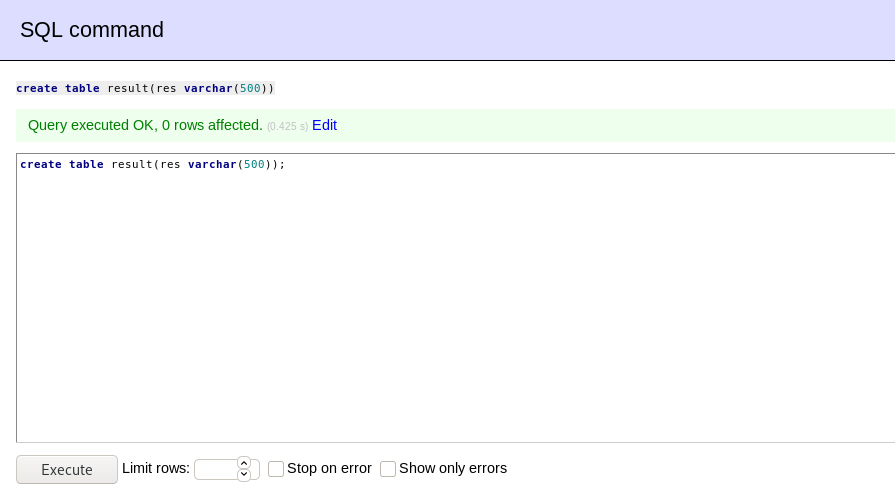 SQL command
create table result(res varchar(500))
Query executed OK, 0 rows affected. (0.425 s) Edit
create table result(res varchar(500));
Execute Limit rows: Stop on error Show only errors